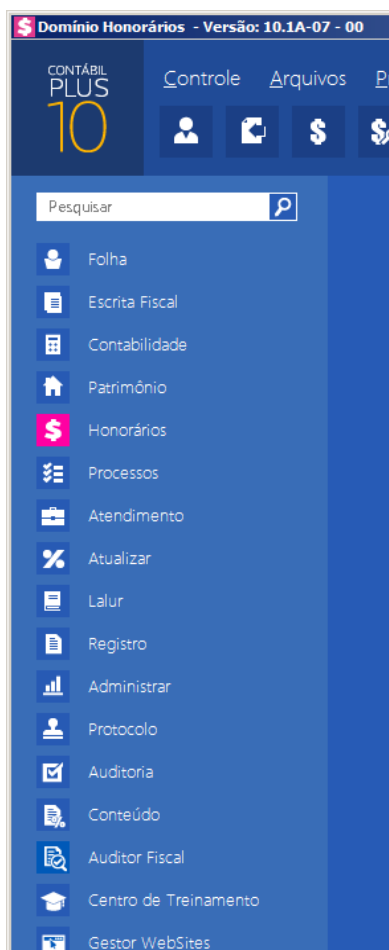 Domínio Honorários - Versão: 10.1A-07 - 00
CONTÁBIL
PLUS
10
Controle Arquivos
Pesquisar
Folha
Escrita Fiscal
Contabilidade
Patrimônio
Honorários
Processos
Atendimento
Atualizar
Lalur
Registro
Administrar
Protocolo
Auditoria
Conteúdo
Auditor Fiscal
Centro de Treinamento
Gestor WebSites